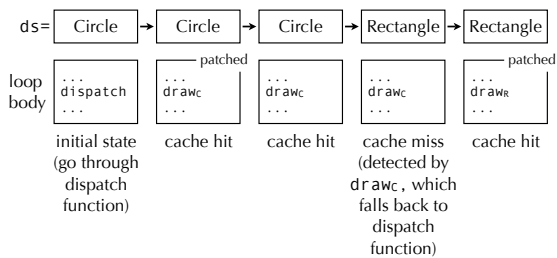 ds= Circle Circle Circle Rectangle Rectangle
patched patched
loop body
... ... ... ... ...
dispatch drawC drawC drawC drawR
... ... ... ... ...
initial state
(go through
dispatch
function)
cache hit
cache hit
cache miss
(detected by
drawC, which
falls back to
dispatch
function)
cache hit